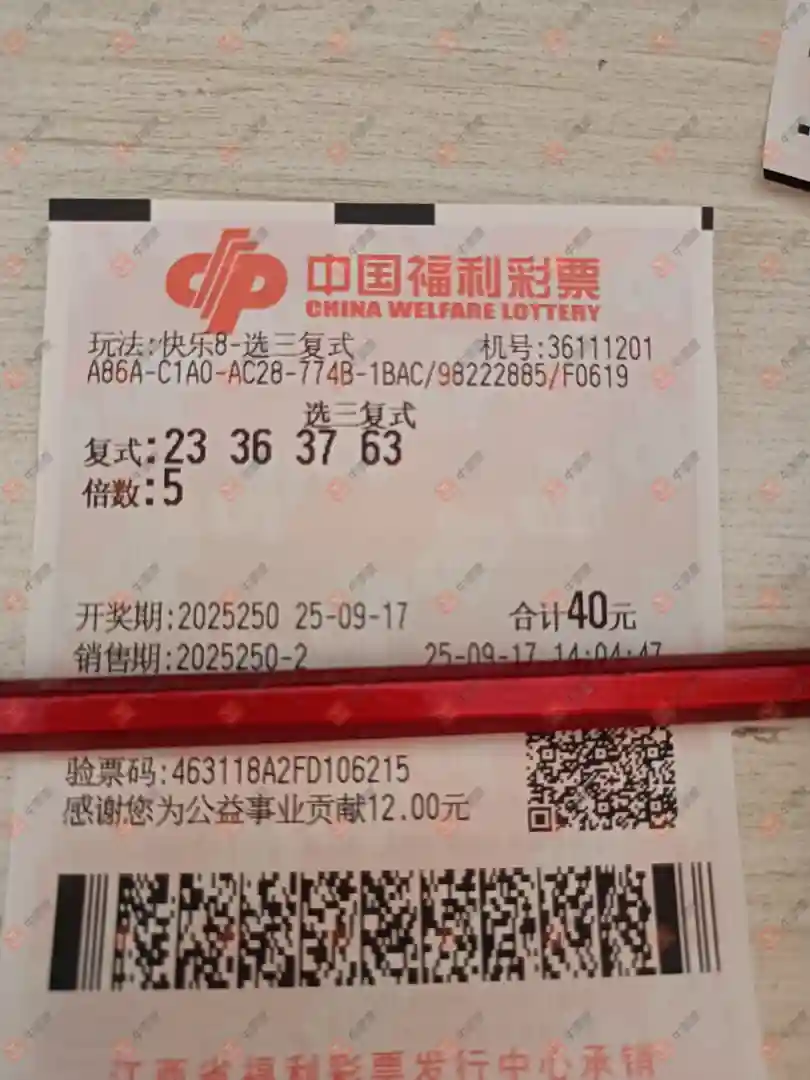 中国福利彩票
CHINA WELFARE LOTTERY
玩法:快乐8-选三复式 机号:36111201
A86A-C1A0-AC28-774B-1BAC/98222885/F0619
选三复式
复式:23 36 37 63
倍数:5
开奖期:2025250 25-09-17 合计40元
销售期:2025250-2 25-09-17 14:04:47
验票码:463118A2FD106215
感谢您为公益事业贡献12.00元
江西省福利彩票发行中心承销